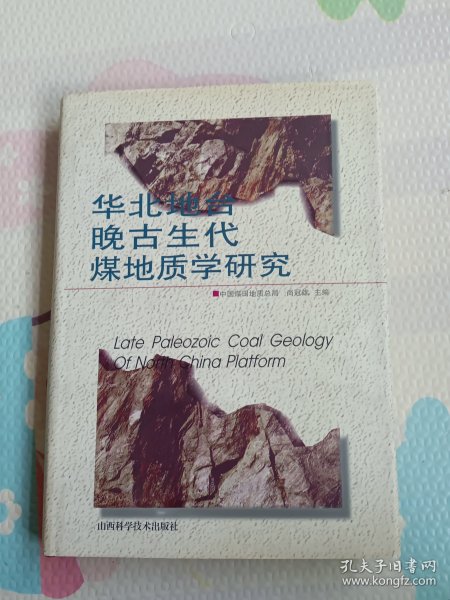 华北地台
晚古生代
煤地质学研究
中国煤田地质总局 尚冠雄 主编
Late Paleozoic Coal Geology
Of North China Platform
山西科学技术出版社
孔夫子旧书网
www.kongfz.com